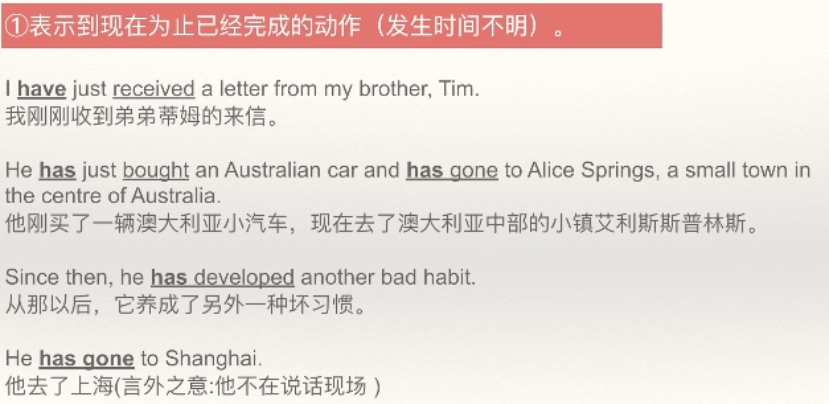 ①表示到现在为止已经完成的动作（发生时间不明）。
I have just received a letter from my brother, Tim.
我刚刚收到弟弟蒂姆的来信。
He has just bought an Australian car and has gone to Alice Springs, a small town in
the centre of Australia.
他刚买了一辆澳大利亚小汽车，现在去了澳大利亚中部的小镇艾利斯斯普林斯。
Since then, he has developed another bad habit.
从那以后，它养成了另外一种坏习惯。
He has gone to Shanghai.
他去了上海(言外之意:他不在说话现场 )